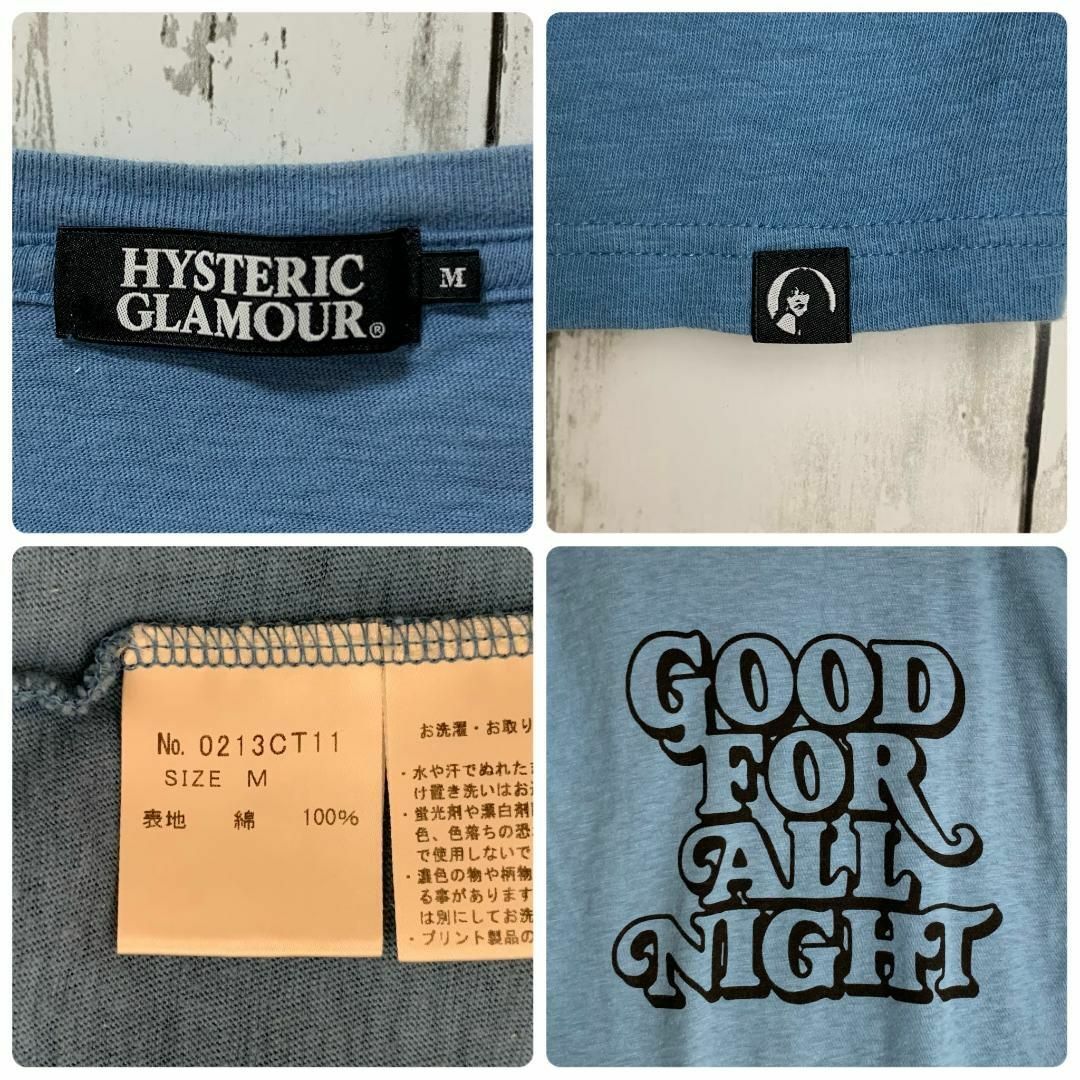 HYSTERIC
GLAMOUR®
M
No. 0213CT11
SIZE M
表地 綿 100%
お洗濯・お取り
・水や汗でぬれた
け置き洗いはお
・蛍光剤や漂白剤
色、色落ちの恐
で使用しないで
・濃色の物や柄物
る事があります
は別にしてお洗
・プリント製品の
GOOD
FOR
ALL
NIGHT